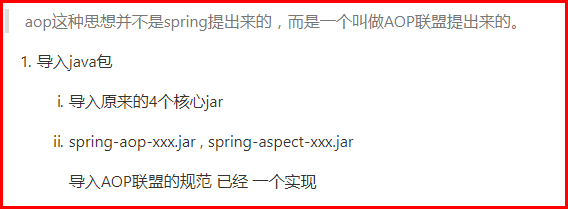 aop这种思想并不是spring提出来的，而是一个叫做AOP联盟提出来的。
1. 导入java包
i. 导入原来的4个核心jar
ii. spring-aop-xxx.jar , spring-aspect-xxx.jar
导入AOP联盟的规范 已经 一个实现